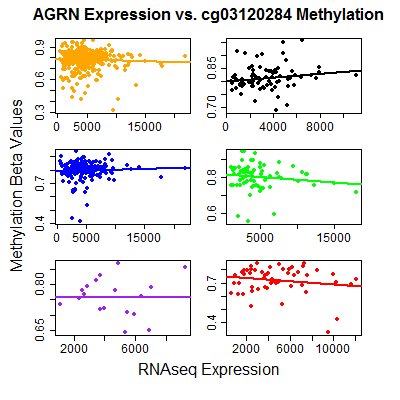 AGRN Expression vs. cg03120284 Methylation
Methylation Beta Values
0.3 0.6 0.9
0 5000 15000
0.70 0.85
0 4000 8000
0.4 0.7
0 5000 15000
0.6 0.8
5000 15000
0.65 0.80
2000 6000
0.4 0.7
2000 6000 10000
RNAseq Expression